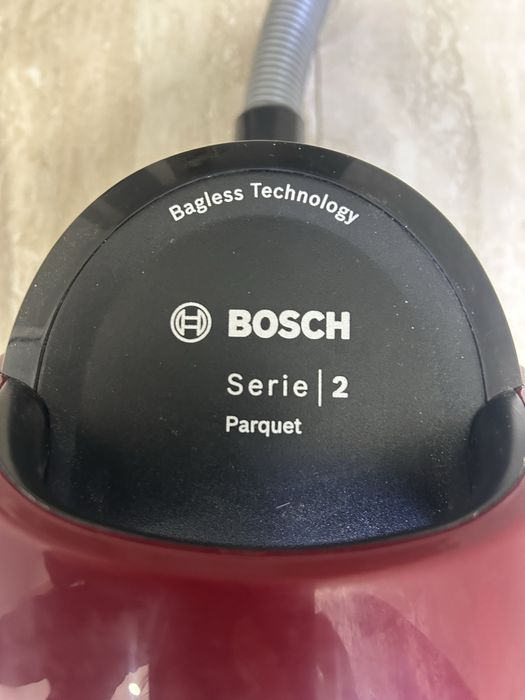 Bagless Technology
BOSCH
Serie | 2
Parquet